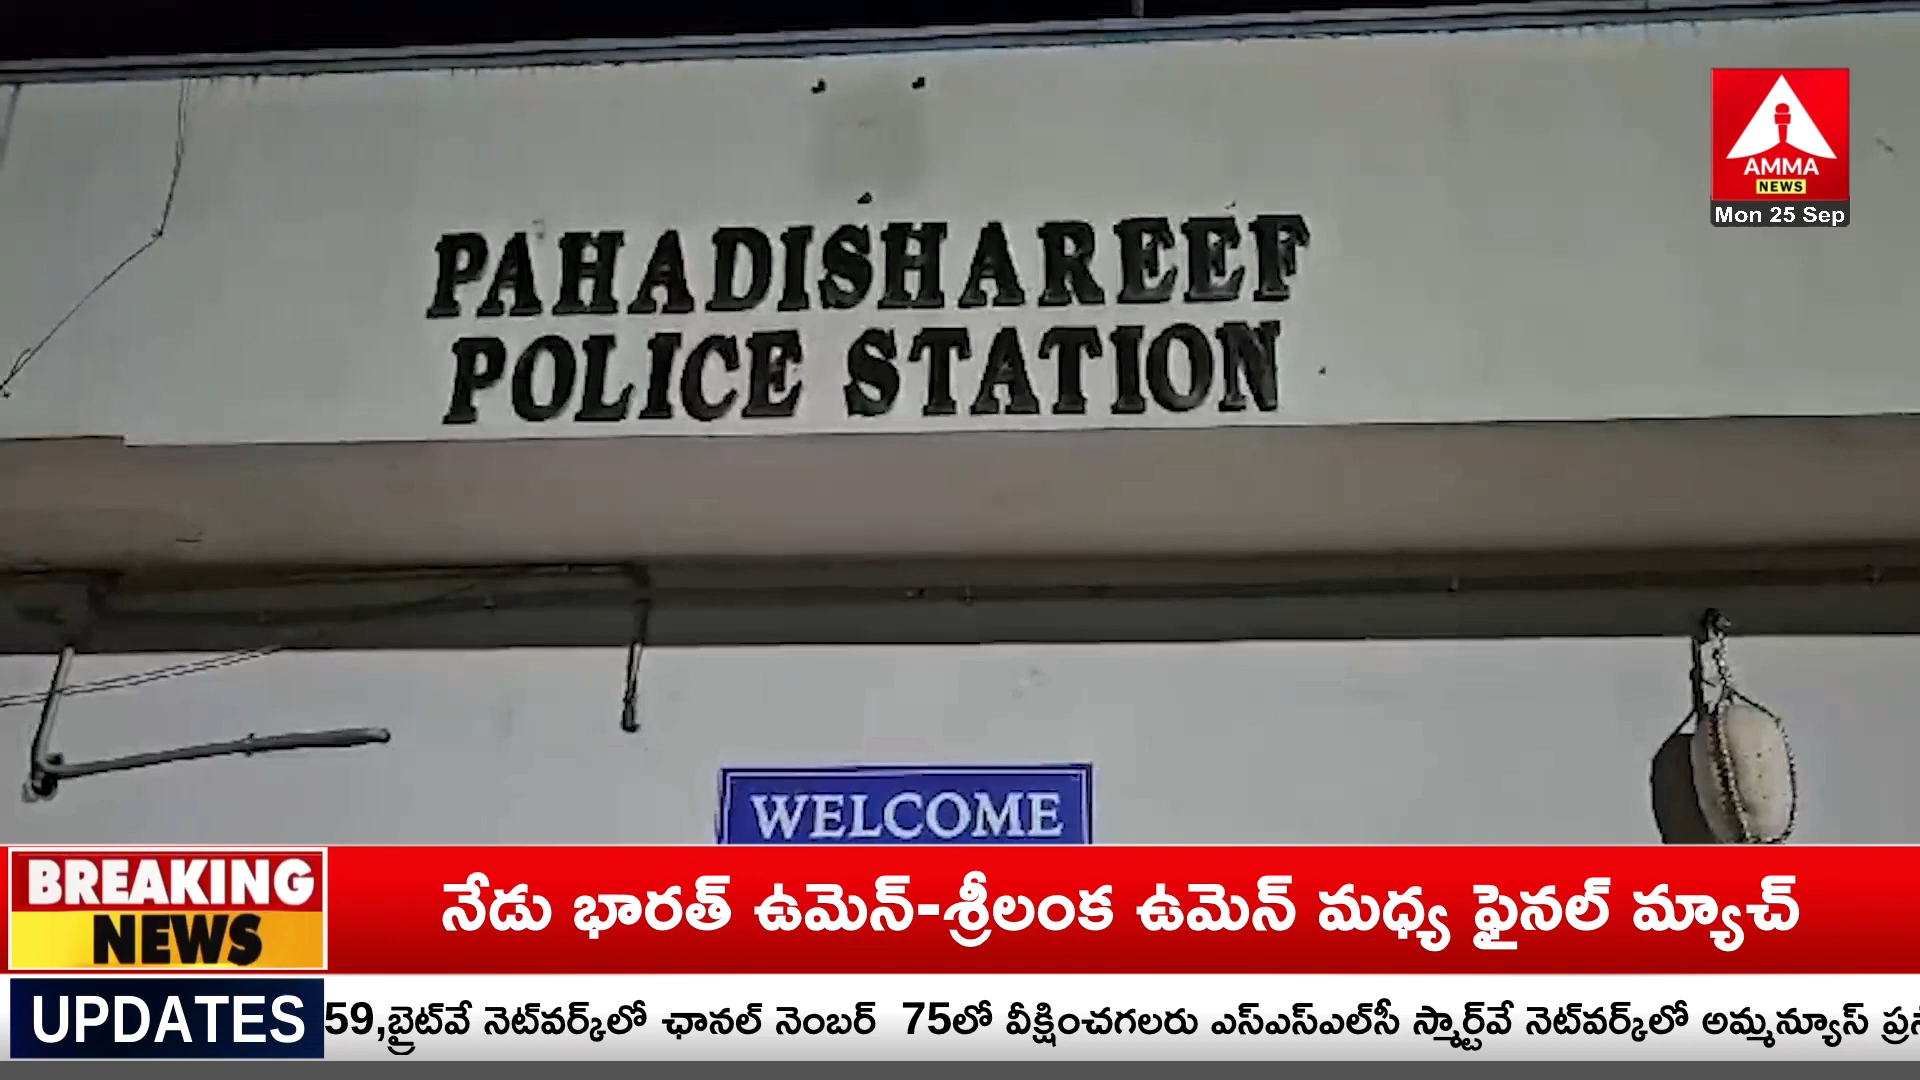 AMMA
NEWS
Mon 25 Sep
PAHADISHAREEF
POLICE STATION
WELCOME
BREAKING
NEWS
నేడు భారత్ ఉమెన్-శ్రీలంక ఉమెన్ మధ్య ఫైనల్ మ్యాచ్
UPDATES
59,బ్రైట్‌వే నెట్‌వర్క్‌లో ఛానల్ నెంబర్ 75లో వీక్షించగలరు ఎస్ఎస్ఎల్‌సీ స్మార్ట్‌వే నెట్‌వర్క్‌లో అమ్మన్యూస్